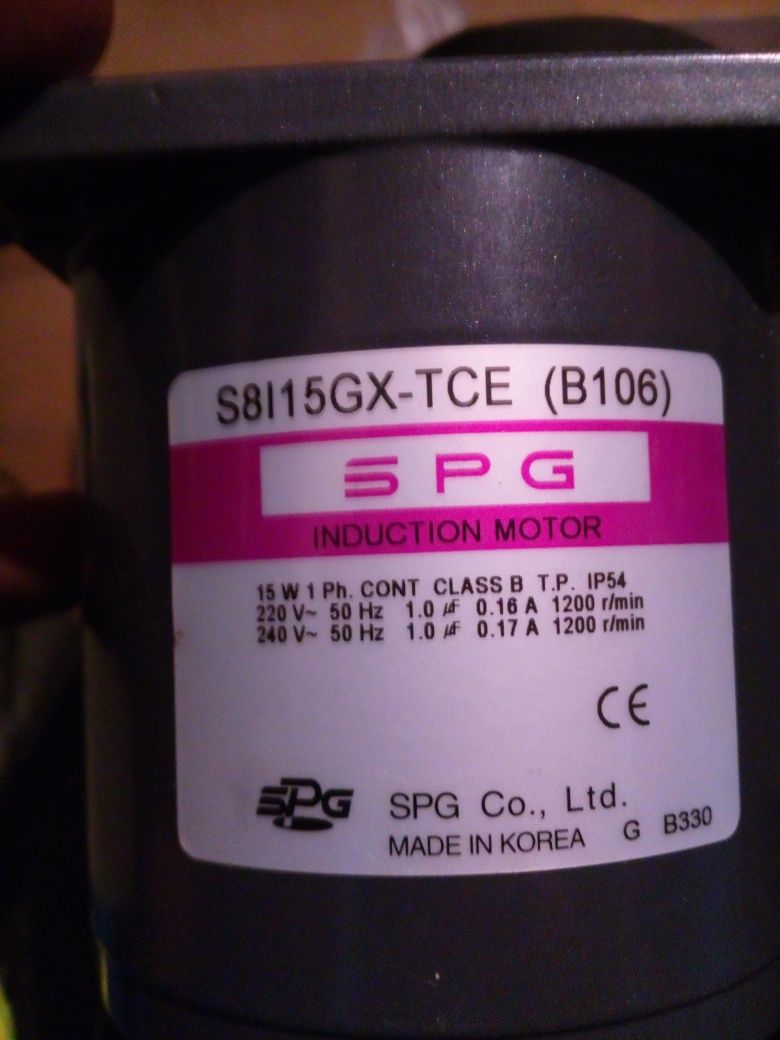 S8I15GX-TCE (B106)
SPG
INDUCTION MOTOR
15 W 1 Ph. CONT CLASS B T.P. IP54
220 V~ 50 Hz 1.0 ㎌ 0.16 A 1200 r/min
240 V~ 50 Hz 1.0 ㎌ 0.17 A 1200 r/min
CE
SPG SPG Co., Ltd.
MADE IN KOREA G B330